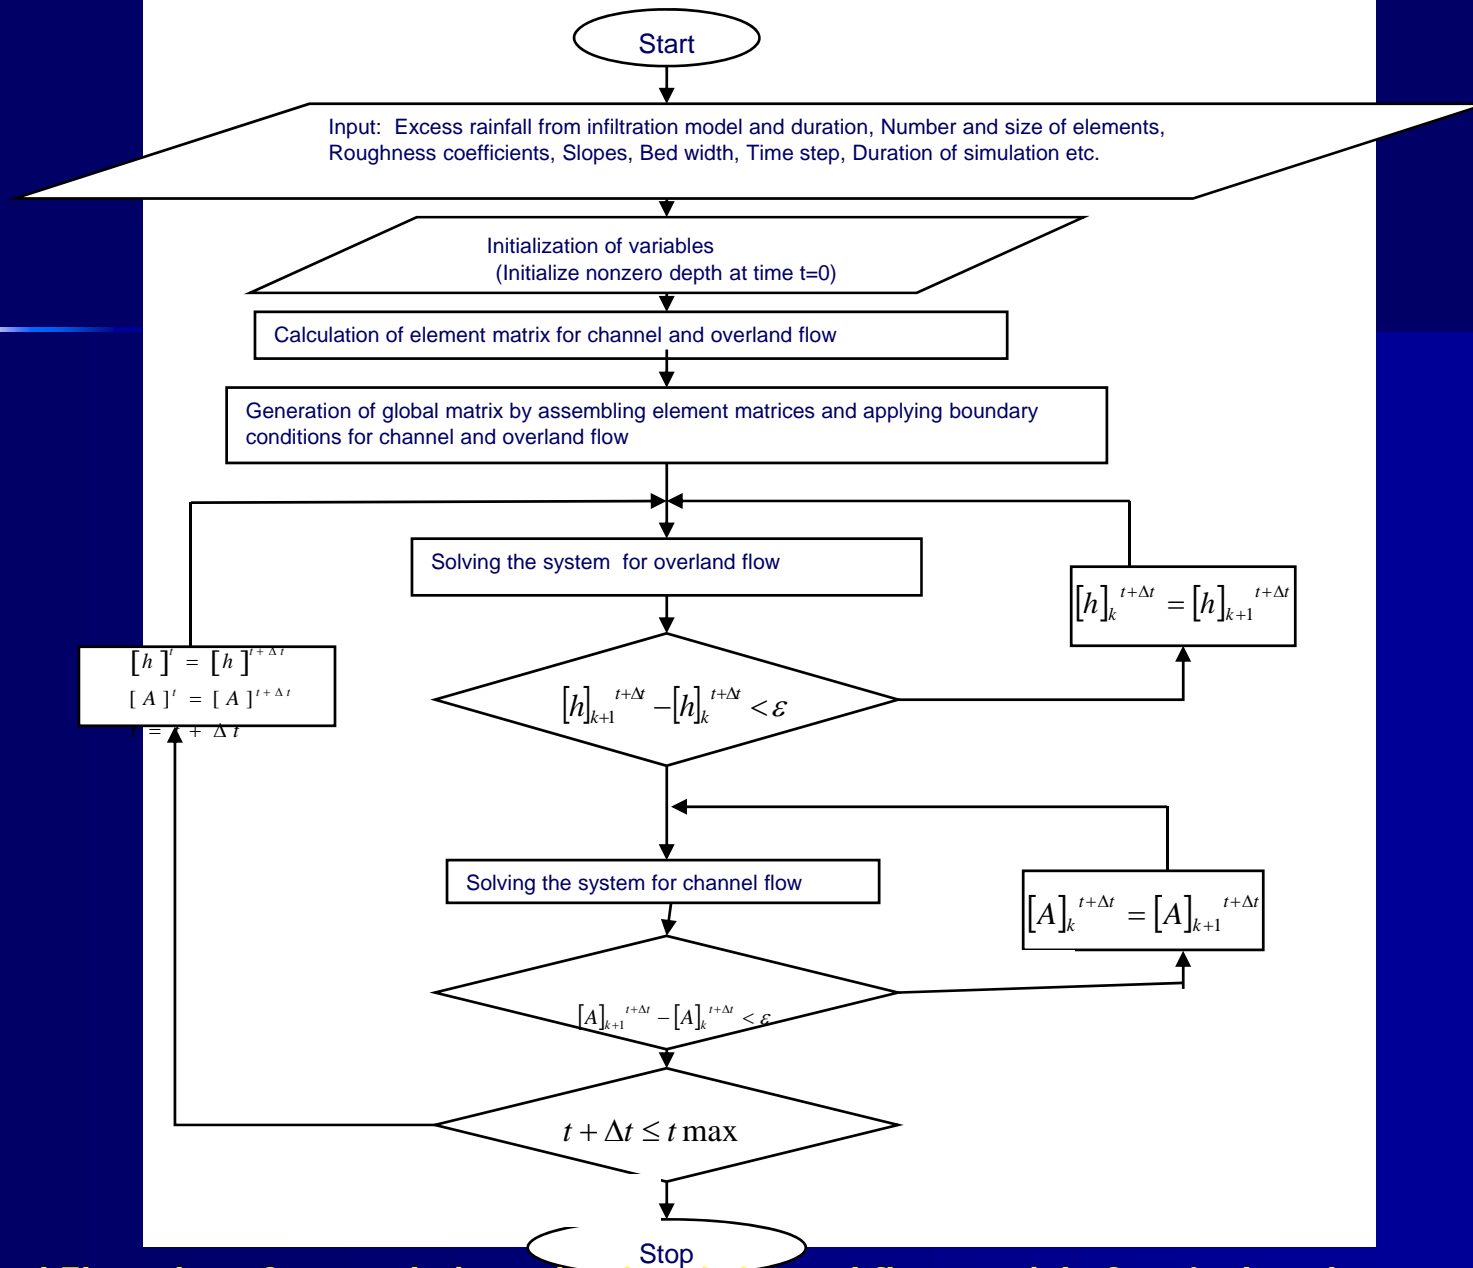 Start
Input: Excess rainfall from infiltration model and duration, Number and size of elements,
Roughness coefficients, Slopes, Bed width, Time step, Duration of simulation etc.
Initialization of variables
(Initialize nonzero depth at time t=0)
Calculation of element matrix for channel and overland flow
Generation of global matrix by assembling element matrices and applying boundary
conditions for channel and overland flow
Solving the system for overland flow
[h]_k^{t+Δt} = [h]_{k+1}^{t+Δt}
[h]^t = [h]^{t+Δt}
[A]^t = [A]^{t+Δt}
t = t + Δt
[h]_{k+1}^{t+Δt} − [h]_k^{t+Δt} < ε
Solving the system for channel flow
[A]_k^{t+Δt} = [A]_{k+1}^{t+Δt}
[A]_{k+1}^{t+Δt} − [A]_k^{t+Δt} < ε
t + Δt ≤ t max
Stop